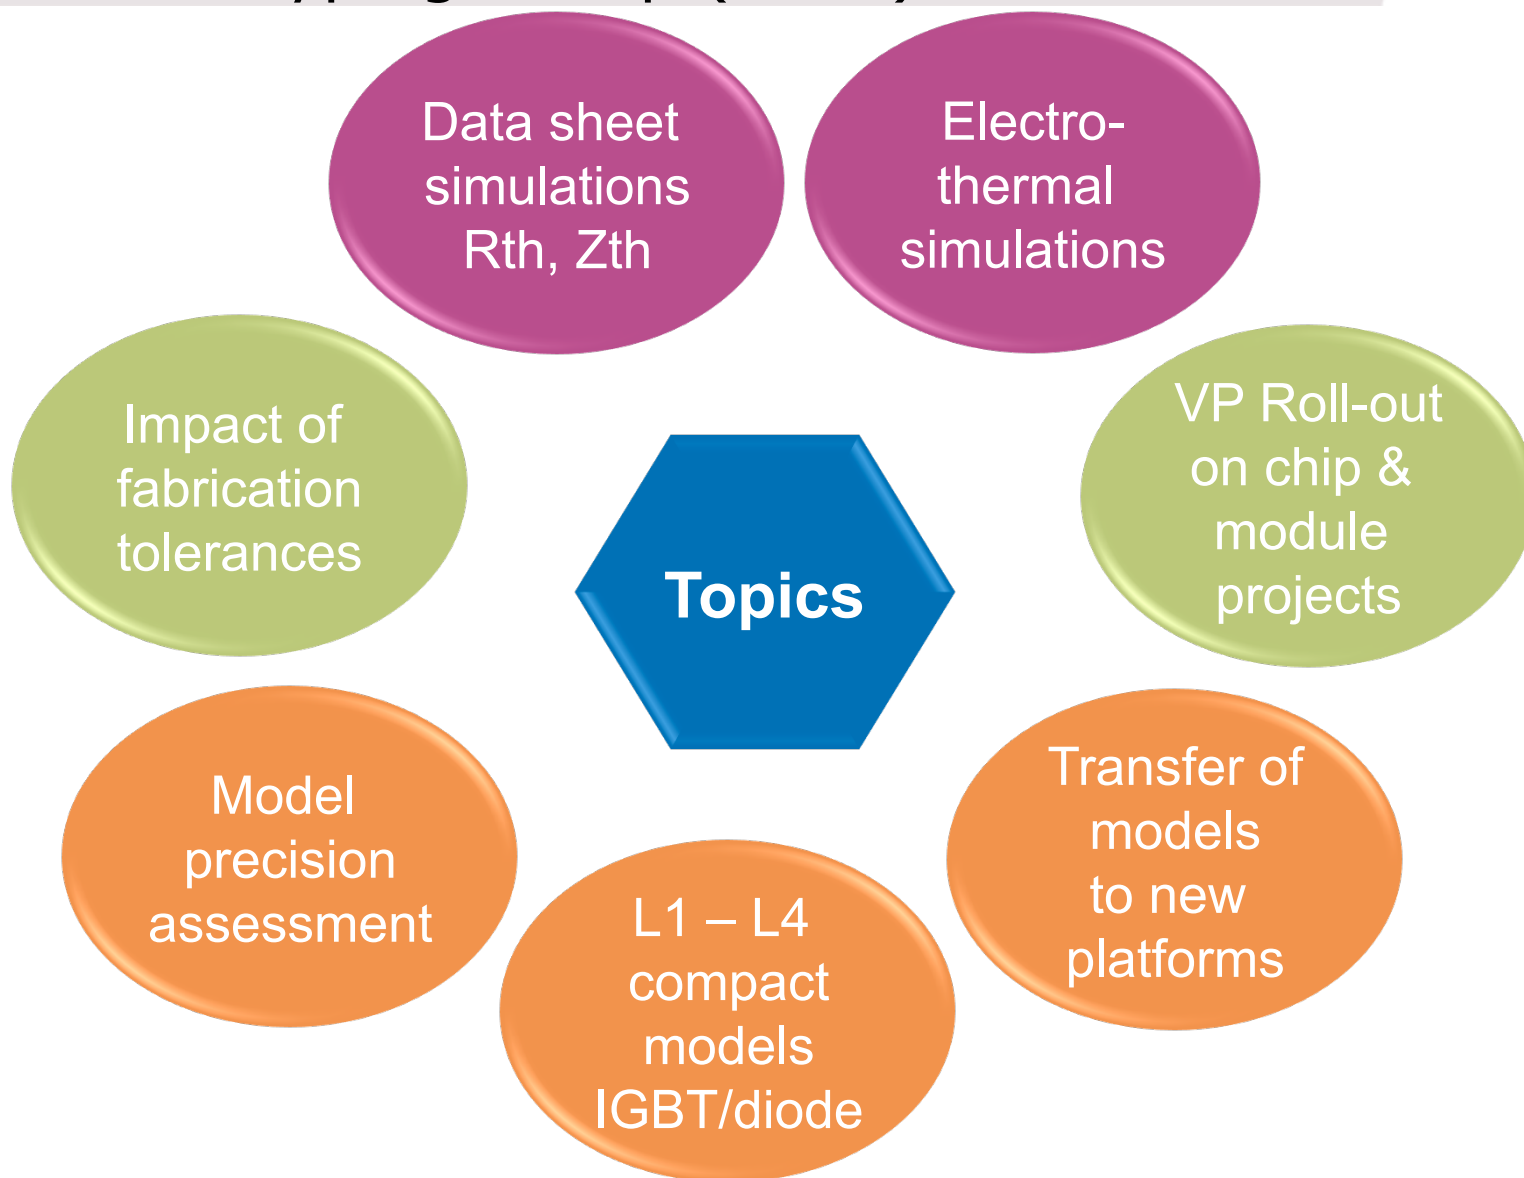 Data sheet
simulations
Rth, Zth
Electro-
thermal
simulations
Impact of
fabrication
tolerances
VP Roll-out
on chip &
module
projects
Topics
Model
precision
assessment
Transfer of
models
to new
platforms
L1 – L4
compact
models
IGBT/diode